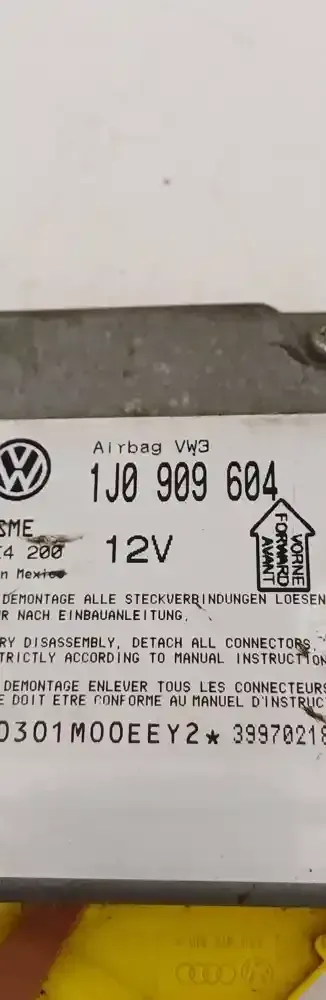 Airbag VW3
1J0 909 604
12V
VORNE
FORWARD
AVANT
4 200
n Mexico
DEMONTAGE ALLE STECKVERBINDUNGEN LOESEN
R NACH EINBAUANLEITUNG.
RY DISASSEMBLY, DETACH ALL CONNECTORS.
TRICTLY ACCORDING TO MANUAL INSTRUCTION
DEMONTAGE ENLEVER TOUS LES CONNECTEURS
E DOIT ETRE CONFORME AU MANUEL D'INSTRUC
0301M00EEY2* 39970218